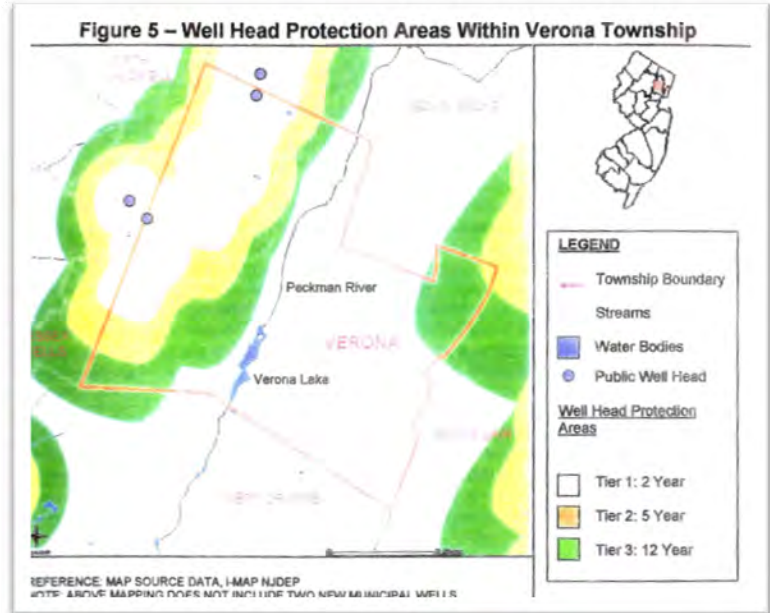 Figure 5 – Well Head Protection Areas Within Verona Township
Peckman River
VERONA
Verona Lake
LEGEND
Township Boundary
Streams
Water Bodies
Public Well Head
Well Head Protection
Areas
Tier 1: 2 Year
Tier 2: 5 Year
Tier 3: 12 Year
REFERENCE: MAP SOURCE DATA, I-MAP NJDEP
NOTE: ABOVE MAPPING DOES NOT INCLUDE TWO NEW MUNICIPAL WELLS